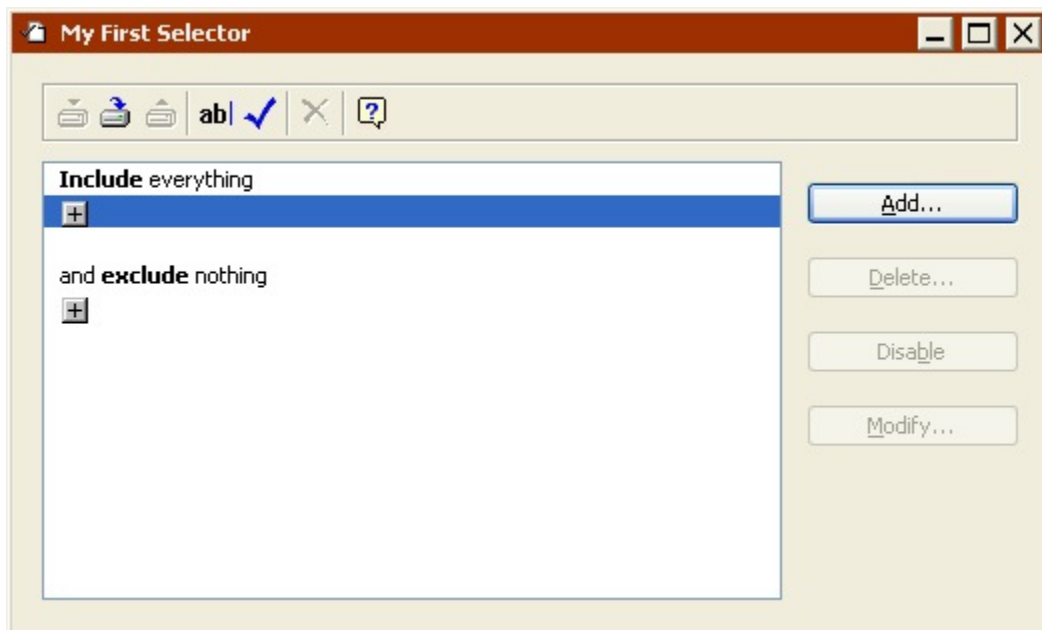 My First Selector
ab|
Include everything
and exclude nothing
Add...
Delete...
Disable
Modify...